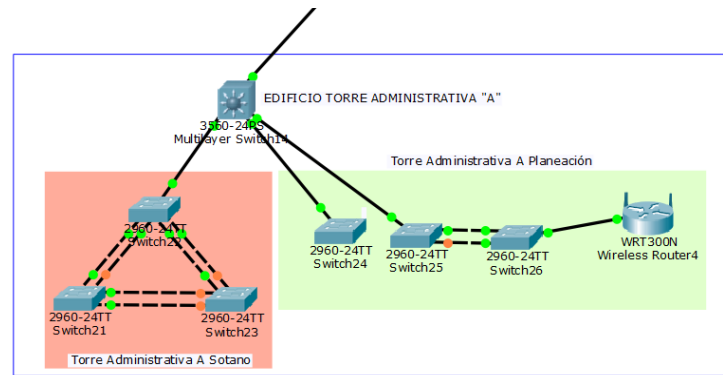 EDIFICIO TORRE ADMINISTRATIVA "A"
3560-24PS
Multilayer Switch14
Torre Administrativa A Planeación
2960-24TT
Switch22
2960-24TT
Switch24
2960-24TT
Switch25
2960-24TT
Switch26
WRT300N
Wireless Router4
2960-24TT
Switch21
2960-24TT
Switch23
Torre Administrativa A Sotano